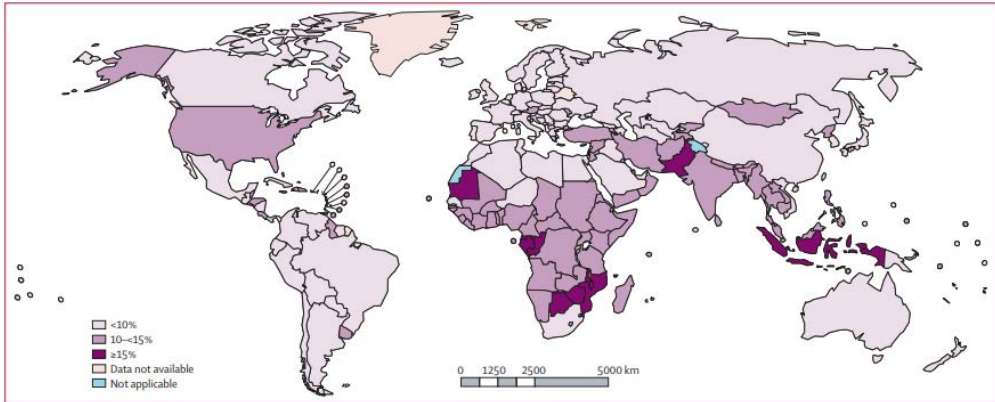 <10%
10–<15%
≥15%
Data not available
Not applicable
0 1250 2500 5000 km